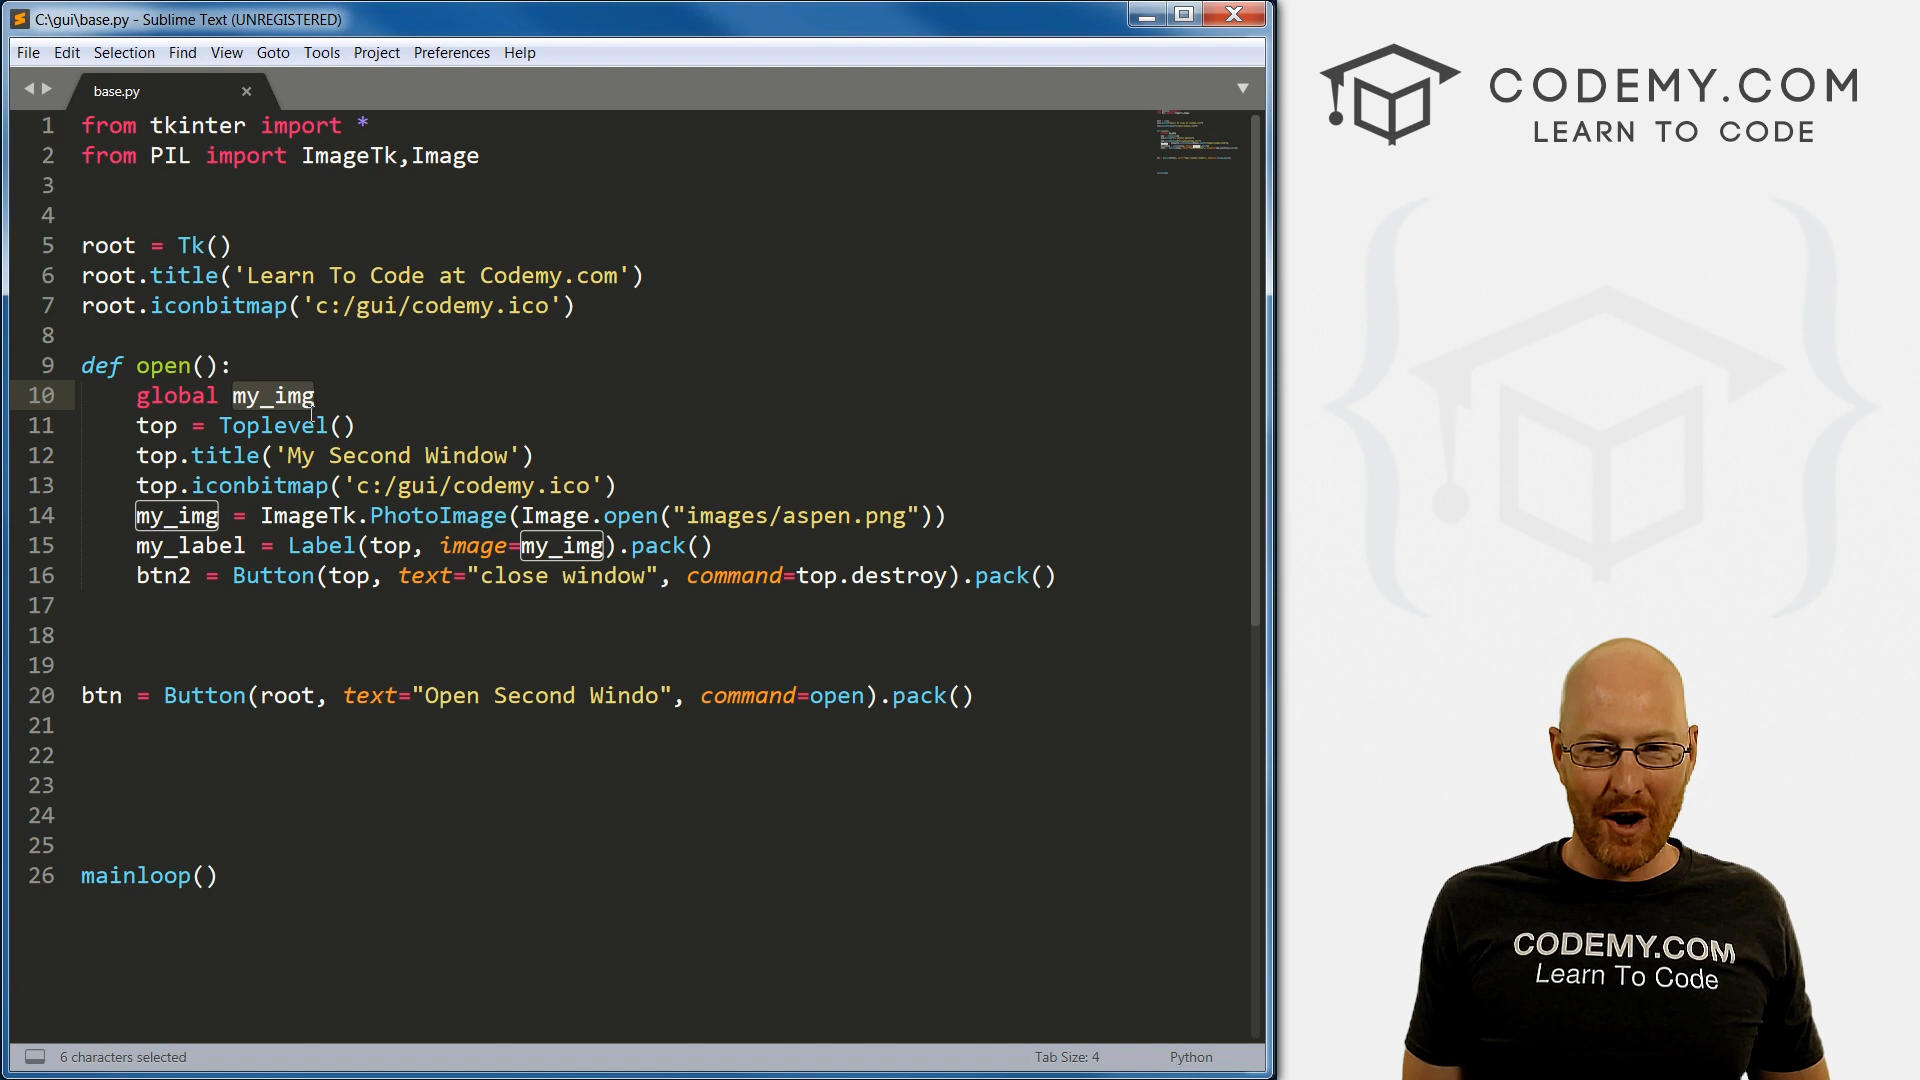 C:\gui\base.py - Sublime Text (UNREGISTERED)
File Edit Selection Find View Goto Tools Project Preferences Help
base.py
1 from tkinter import *
2 from PIL import ImageTk,Image
3
4
5 root = Tk()
6 root.title('Learn To Code at Codemy.com')
7 root.iconbitmap('c:/gui/codemy.ico')
8
9 def open():
10 global my_img
11 top = Toplevel()
12 top.title('My Second Window')
13 top.iconbitmap('c:/gui/codemy.ico')
14 my_img = ImageTk.PhotoImage(Image.open("images/aspen.png"))
15 my_label = Label(top, image=my_img).pack()
16 btn2 = Button(top, text="close window", command=top.destroy).pack()
17
18
19
20 btn = Button(root, text="Open Second Windo", command=open).pack()
21
22
23
24
25
26 mainloop()
6 characters selected
Tab Size: 4
Python
CODEMY.COM
LEARN TO CODE
CODEMY.COM
Learn To Code